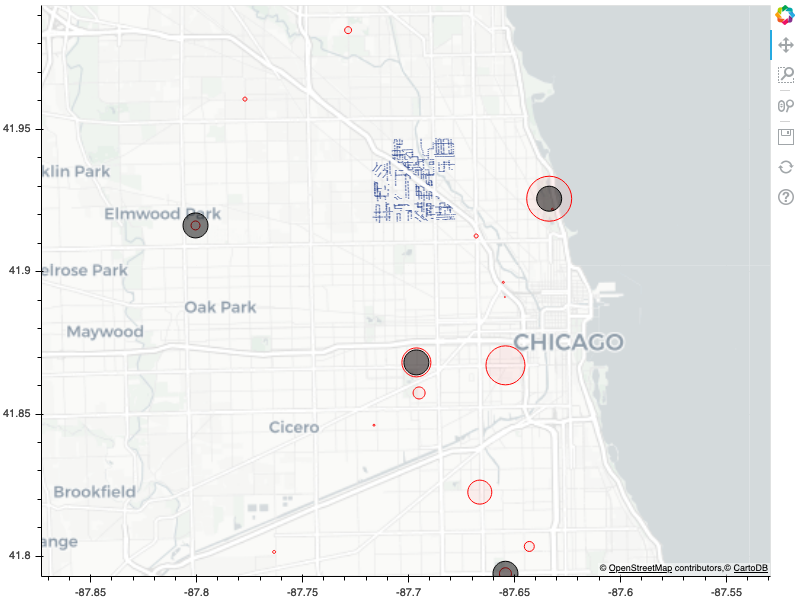 41.95
klin Park
Elmwood Park
41.9
elrose Park
Oak Park
Maywood
CHICAGO
41.85
Cicero
Brookfield
ange
41.8
© OpenStreetMap contributors,© CartoDB
-87.85
-87.8
-87.75
-87.7
-87.65
-87.6
-87.55